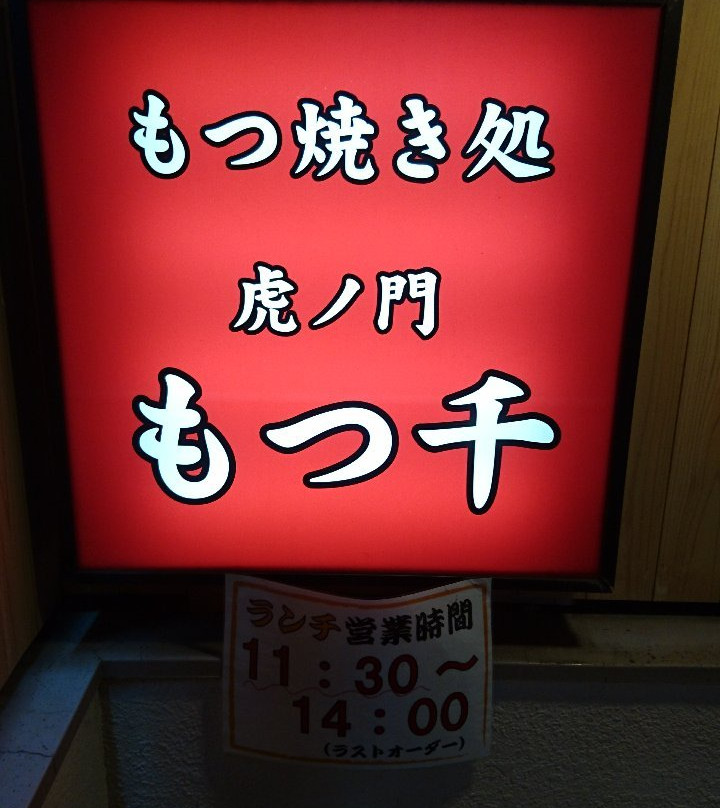 もつ焼き処
虎ノ門
もつ千
ランチ営業時間
11：30～
14：00
(ラストオーダー)